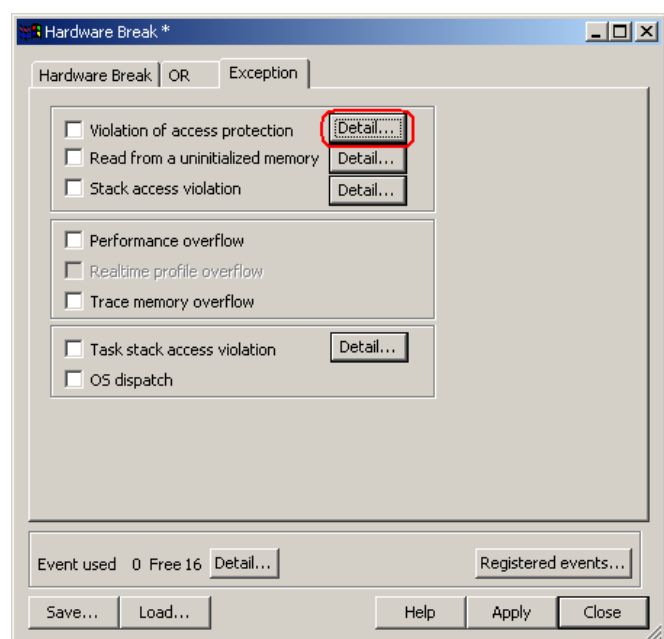 Hardware Break *
Hardware Break OR Exception
Violation of access protection Detail...
Read from a uninitialized memory Detail...
Stack access violation Detail...
Performance overflow
Realtime profile overflow
Trace memory overflow
Task stack access violation Detail...
OS dispatch
Event used 0 Free 16 Detail... Registered events...
Save... Load... Help Apply Close